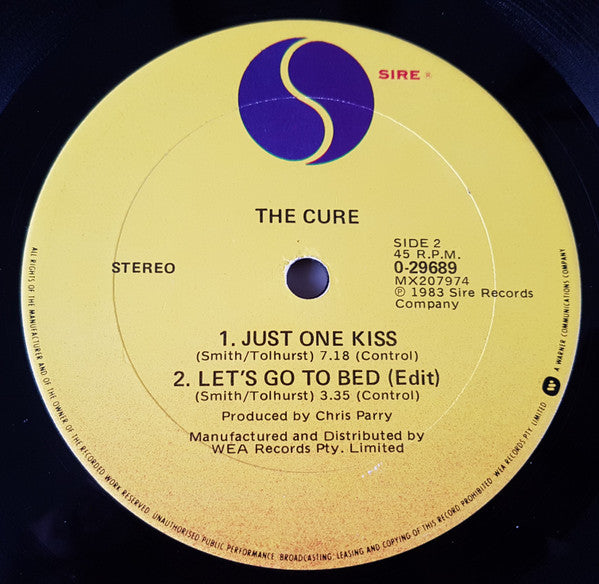 SIRE ®
THE CURE
STEREO
SIDE 2
45 R.P.M.
0-29689
MX207974
Ⓟ 1983 Sire Records
Company
1. JUST ONE KISS
(Smith/Tolhurst) 7.18 (Control)
2. LET'S GO TO BED (Edit)
(Smith/Tolhurst) 3.35 (Control)
Produced by Chris Parry
Manufactured and Distributed by
WEA Records Pty. Limited
ALL RIGHTS OF THE MANUFACTURER AND OF THE OWNER OF THE RECORDED WORK RESERVED. UNAUTHORISED PUBLIC PERFORMANCE, BROADCASTING, LEASING AND COPYING OF THIS RECORD PROHIBITED. WEA RECORDS PTY. LIMITED
A WARNER COMMUNICATIONS COMPANY